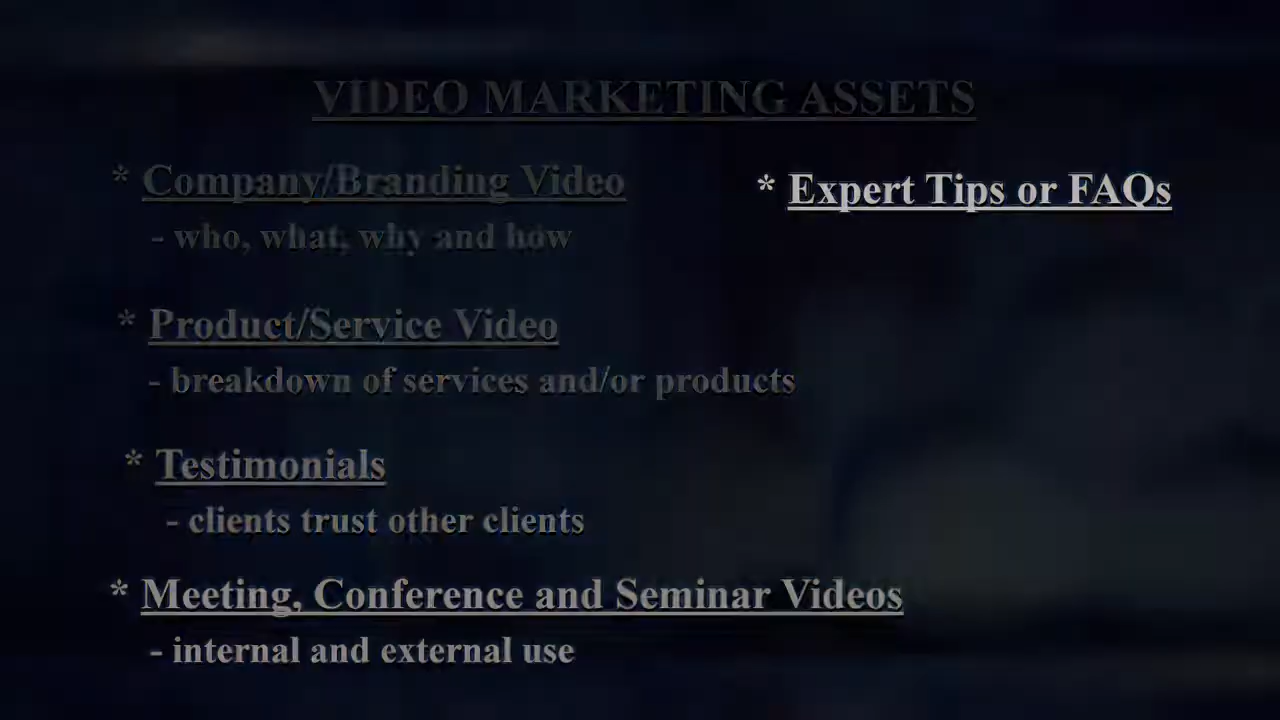 VIDEO MARKETING ASSETS
* Company/Branding Video
- who, what, why and how
* Product/Service Video
- breakdown of services and/or products
* Testimonials
- clients trust other clients
* Meeting, Conference and Seminar Videos
- internal and external use
* Expert Tips or FAQs